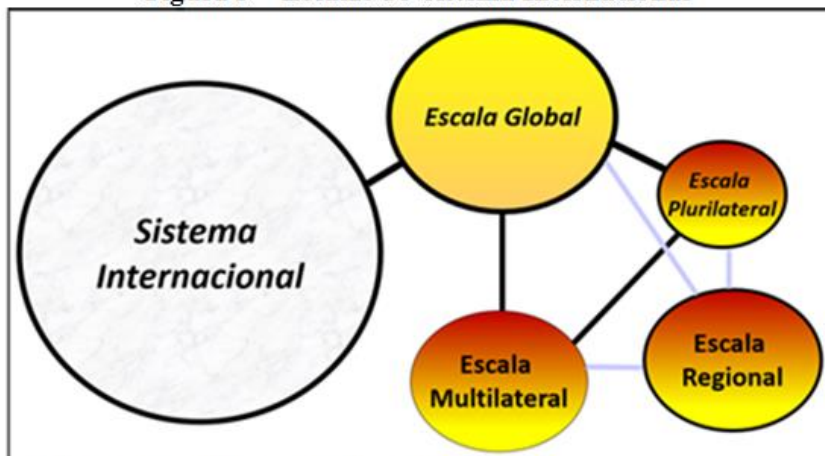 Escala Global
Escala
Plurilateral
Sistema
Internacional
Escala
Multilateral
Escala
Regional